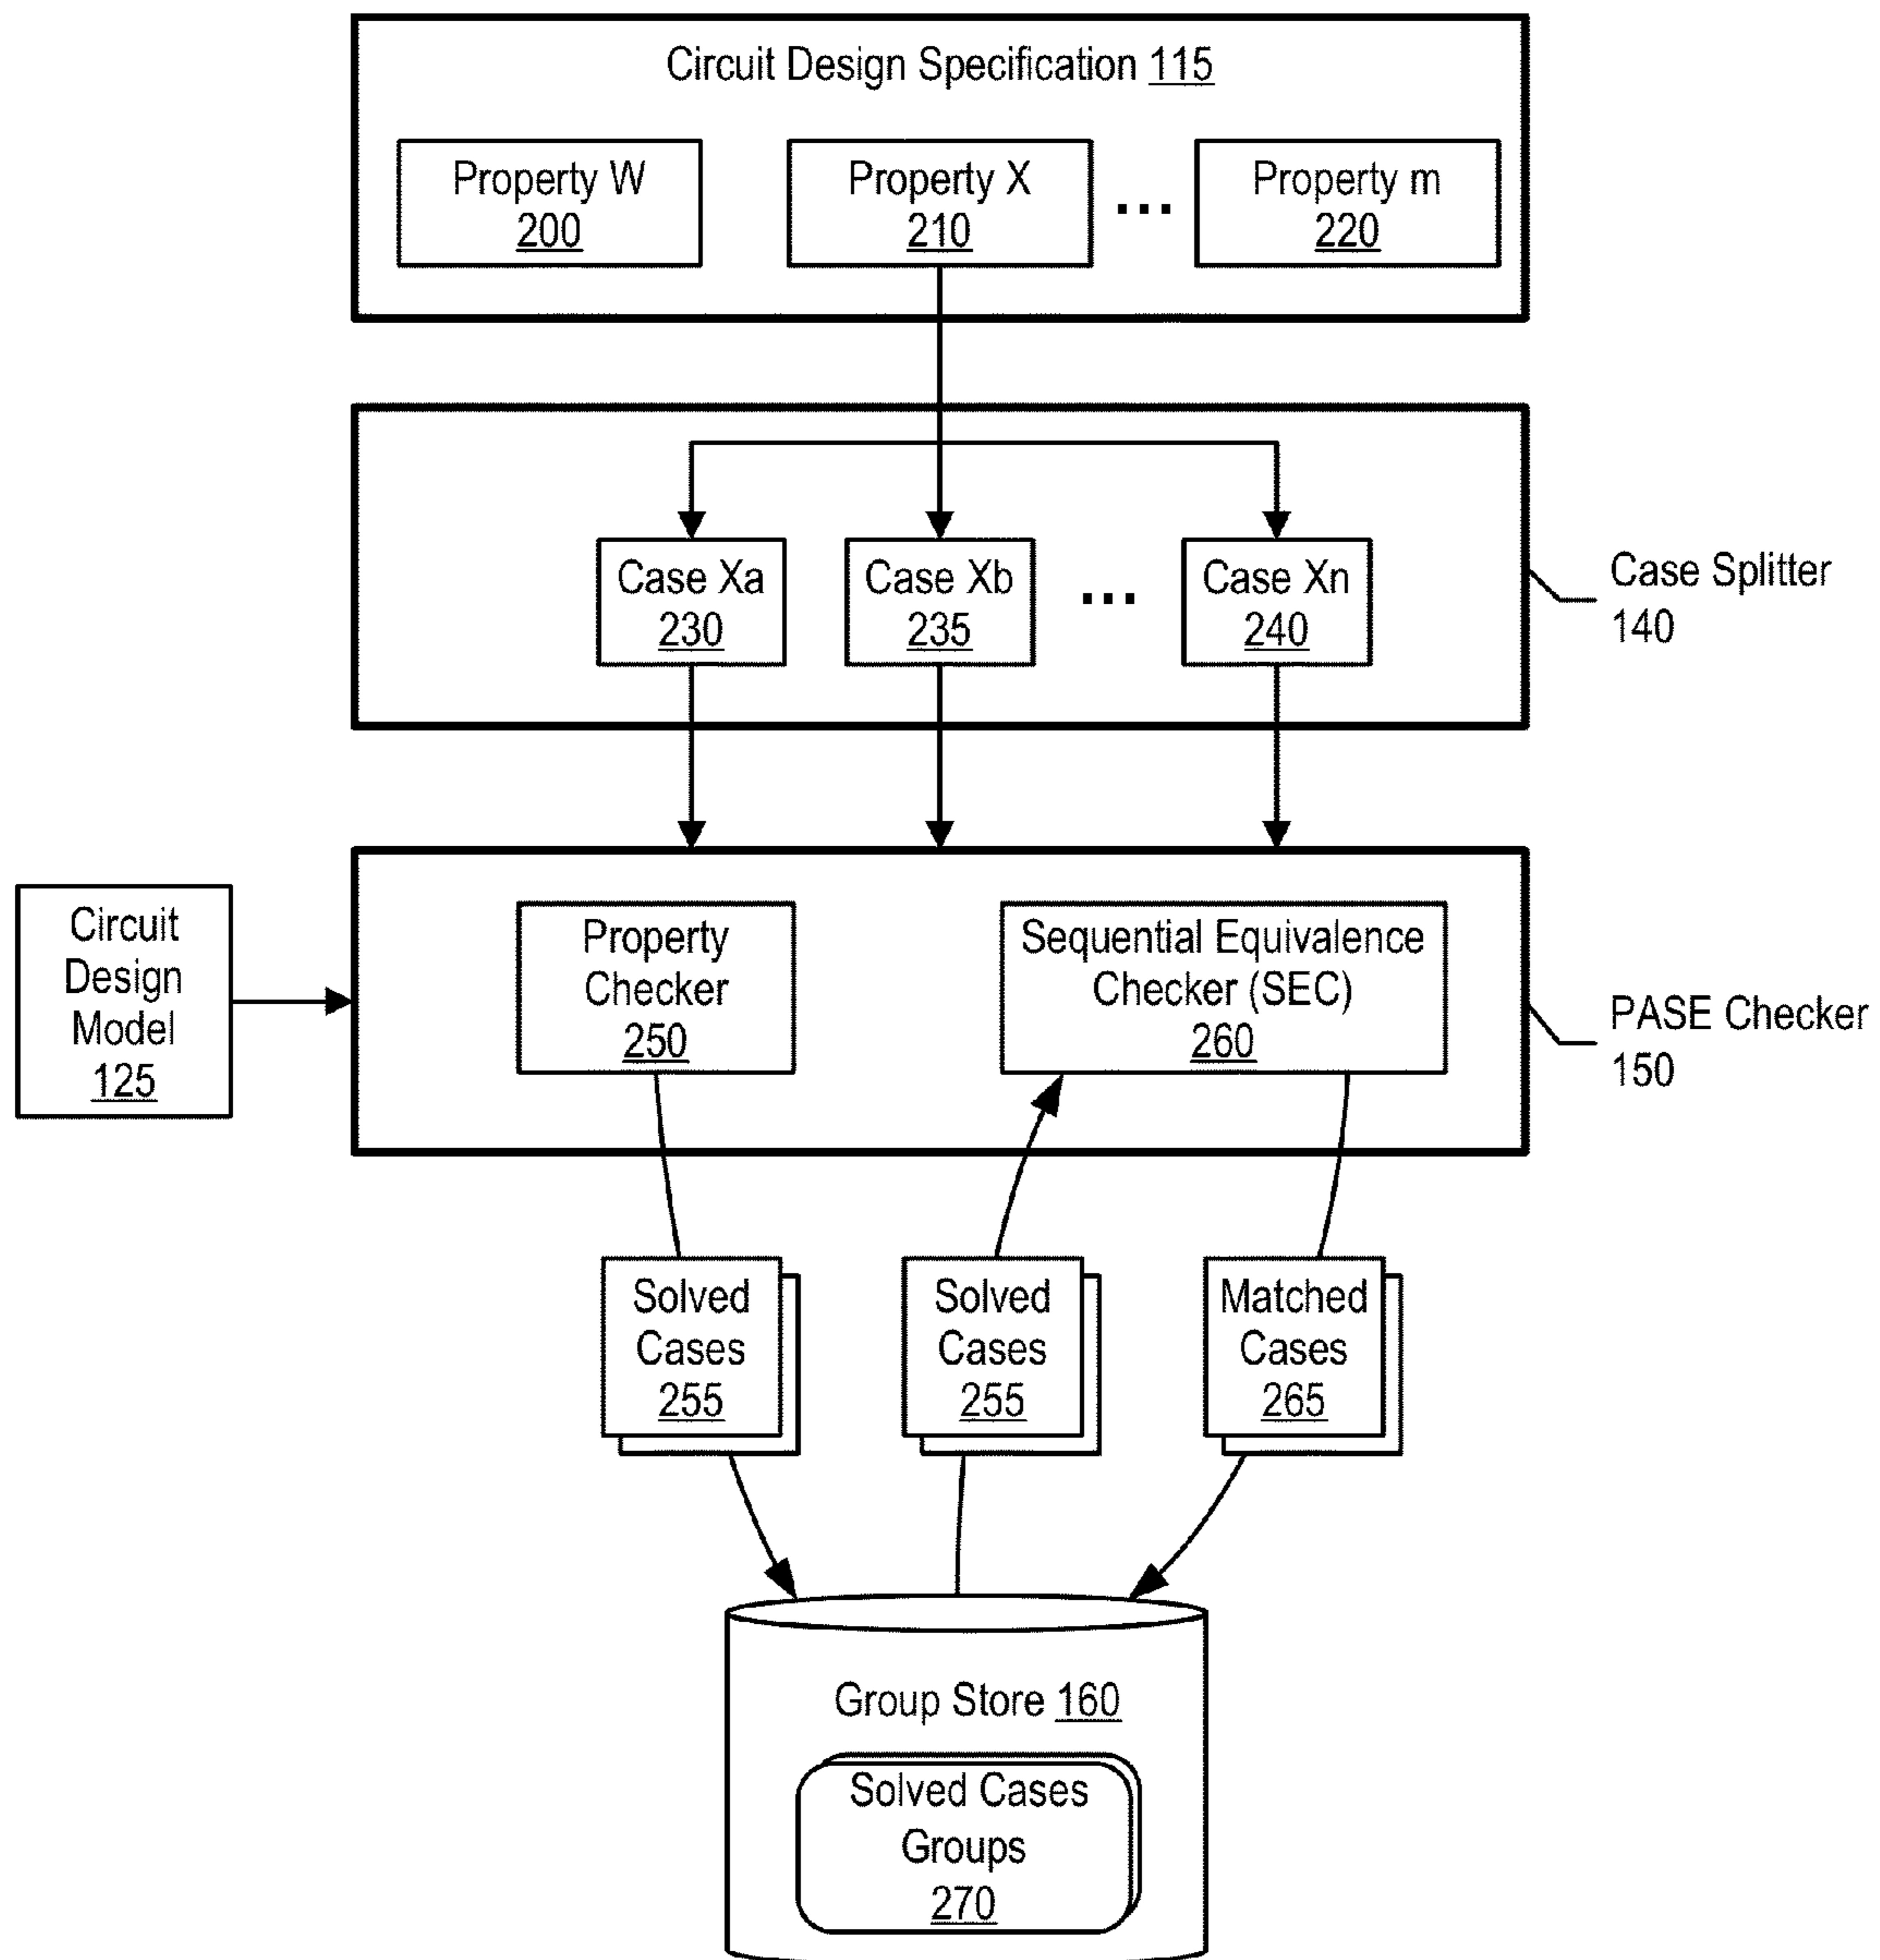 Circuit Design Specification 115
Property W
200
Property X
210
...
Property m
220
Case Xa
230
Case Xb
235
...
Case Xn
240
Case Splitter
140
Circuit
Design
Model
125
Property
Checker
250
Sequential Equivalence
Checker (SEC)
260
PASE Checker
150
Solved
Cases
255
Solved
Cases
255
Matched
Cases
265
Group Store 160
Solved Cases
Groups
270